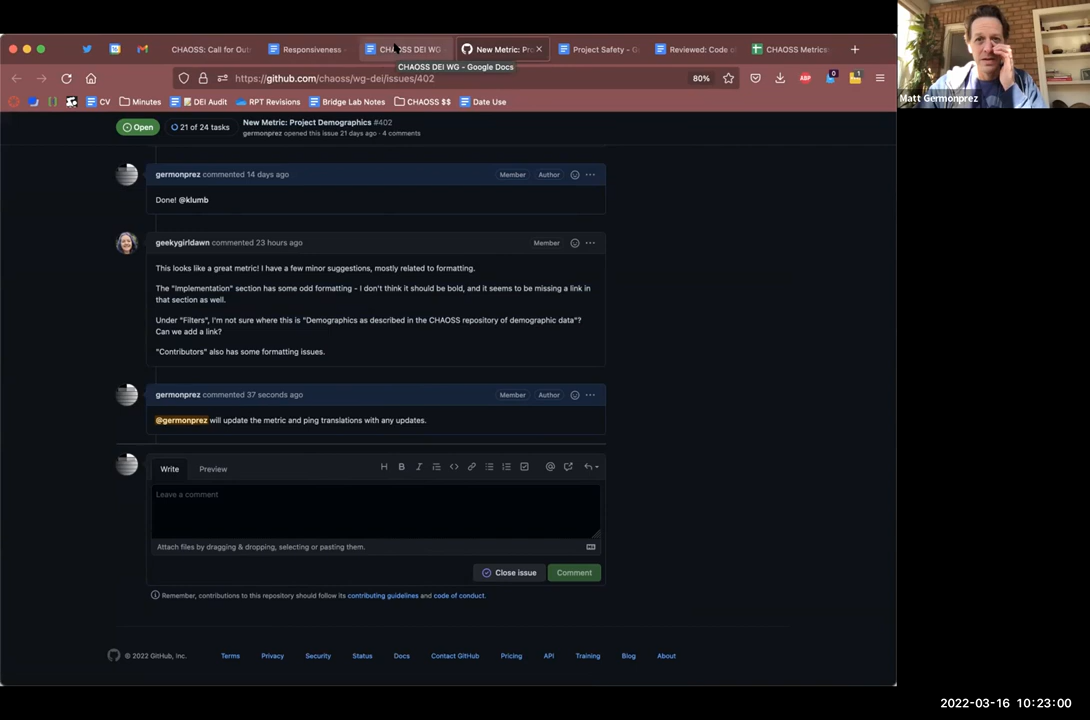 CHAOSS: Call for Out
Responsiveness
CHAOSS DEI WG
New Metric: Pro
Project Safety - G
Reviewed: Code o
CHAOSS Metrics
CHAOSS DEI WG - Google Docs
https://github.com/chaoss/wg-dei/issues/402
80%
ABP
0
1
CV
Minutes
DEI Audit
RPT Revisions
Bridge Lab Notes
CHAOSS $$
Date Use
Matt Germonprez
Open
21 of 24 tasks
New Metric: Project Demographics #402
germonprez opened this issue 21 days ago · 4 comments
germonprez commented 14 days ago
Member
Author
Done! @klumb
geekygirldawn commented 23 hours ago
Member
This looks like a great metric! I have a few minor suggestions, mostly related to formatting.
The "Implementation" section has some odd formatting - I don't think it should be bold, and it seems to be missing a link in
that section as well.
Under "Filters", I'm not sure where this is "Demographics as described in the CHAOSS repository of demographic data"?
Can we add a link?
"Contributors" also has some formatting issues.
germonprez commented 37 seconds ago
Member
Author
@germonprez will update the metric and ping translations with any updates.
Write
Preview
Leave a comment
Attach files by dragging & dropping, selecting or pasting them.
Close issue
Comment
Remember, contributions to this repository should follow its contributing guidelines and code of conduct.
© 2022 GitHub, Inc.
Terms
Privacy
Security
Status
Docs
Contact GitHub
Pricing
API
Training
Blog
About
2022-03-16 10:23:00